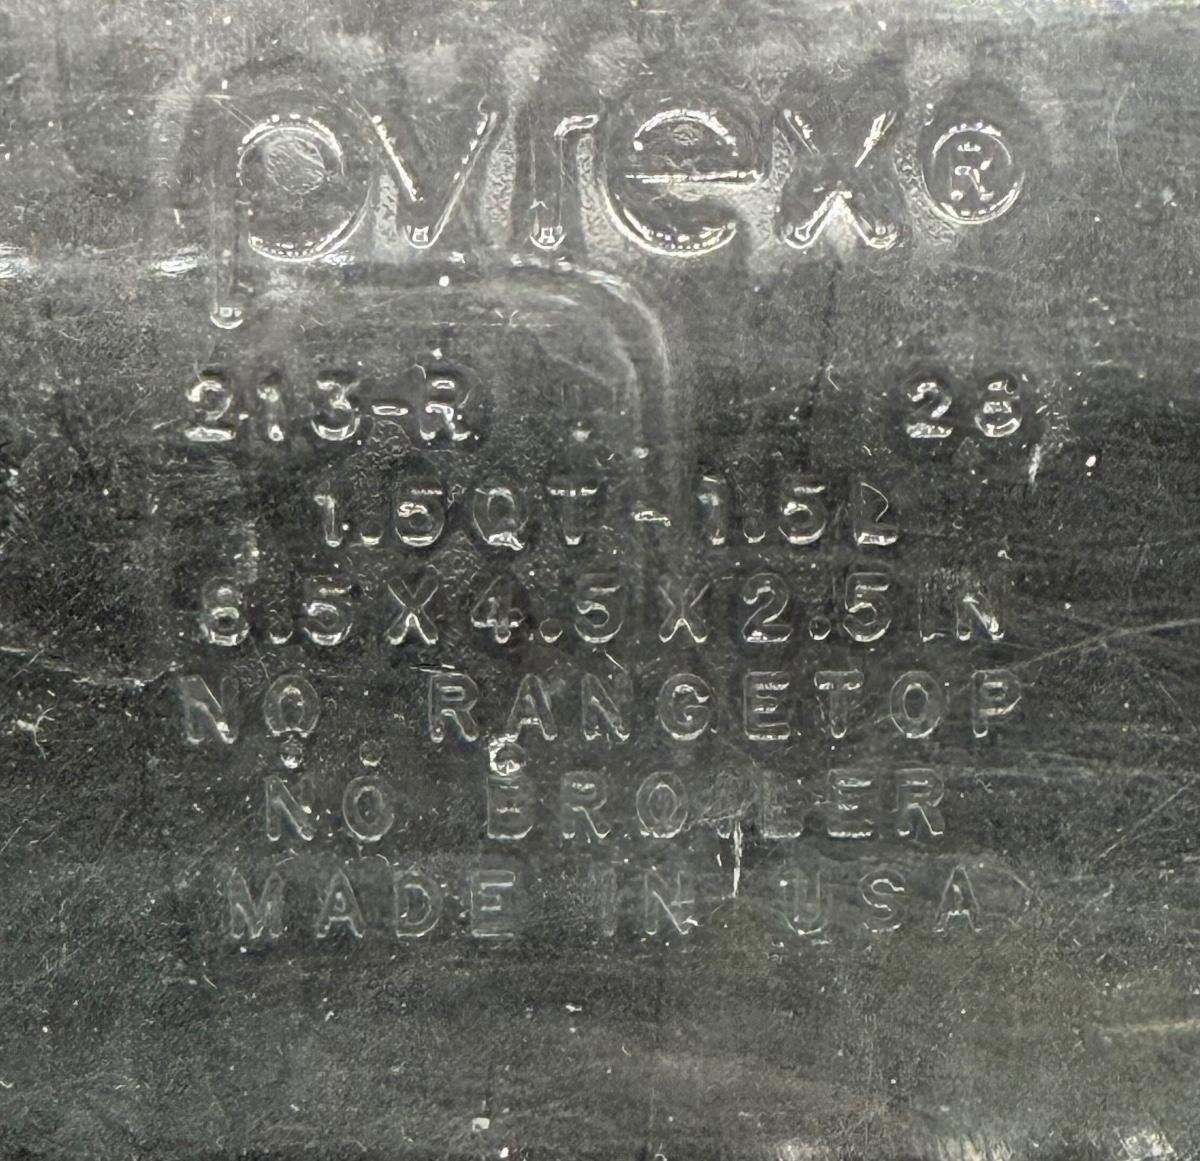 pyrex®
213-R 28
1.5QT-1.5L
8.5X4.5X2.5IN
NO RANGETOP
NO BROILER
MADE IN USA